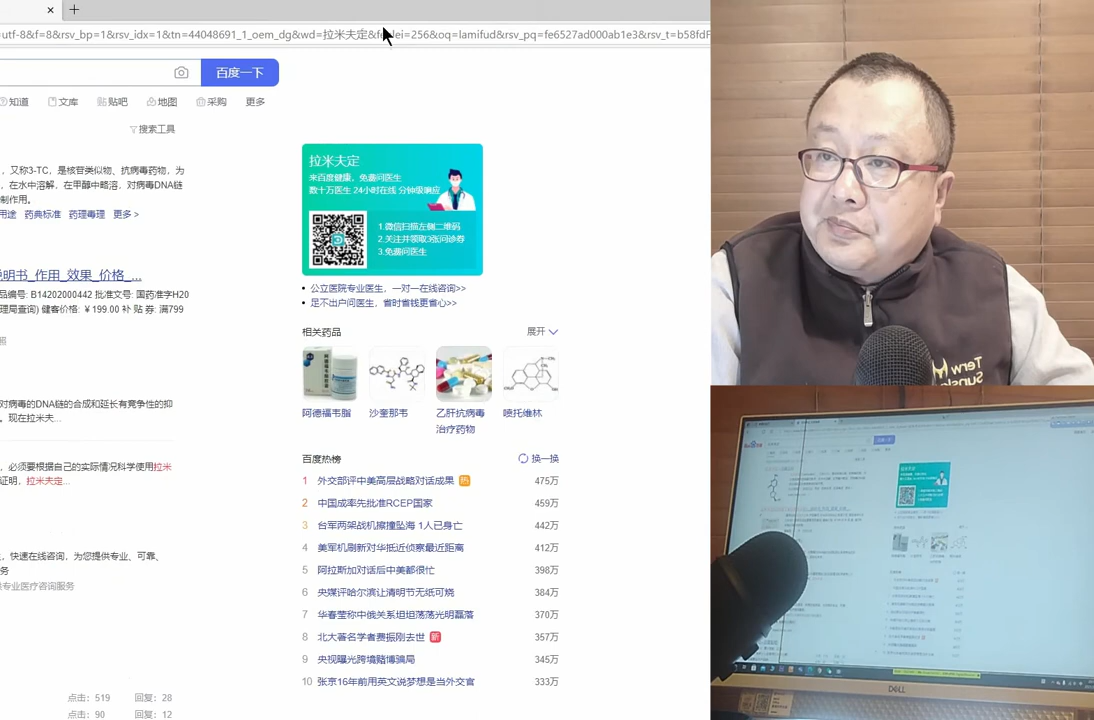 =utf-8&f=8&rsv_bp=1&rsv_idx=1&tn=44048691_1_oem_dg&wd=拉米夫定&fenlei=256&oq=lamifud&rsv_pq=fe6527ad000ab1e3&rsv_t=b58fdF
百度一下
知道 文库 贴吧 地图 采购 更多
搜索工具
，又称3-TC，是核苷类似物、抗病毒药物，为
，在水中溶解，在甲醇中略溶，对病毒DNA链
制作用。
用途 药典标准 药理毒理 更多 >
说明书_作用_效果_价格_...
品编号: B14202000442 批准文号: 国药准字H20
理局查询) 健客价格: ￥199.00 补 贴 券: 满799
对病毒的DNA链的合成和延长有竞争性的抑
。现在拉米夫...
，必须要根据自己的实际情况科学使用拉米
证明，拉米夫定...
，快速在线咨询，为您提供专业、可靠、
务
业医疗咨询服务
点击：519 回复：28
点击：90 回复：12
拉米夫定
来百度健康，免费问医生
数十万医生 24小时在线 分钟级响应
1.微信扫描左侧二维码
2.关注并领取3张问诊券
3.免费问医生
公立医院专业医生，一对一在线咨询>>
足不出户问医生，省时省钱更省心>>
相关药品 展开
阿德福韦酯 沙奎那韦 乙肝抗病毒治疗药物 喷托维林
百度热榜 换一换
1 外交部评中美高层战略对话成果 热 475万
2 中国成率先批准RCEP国家 459万
3 台军两架战机擦撞坠海 1人已身亡 442万
4 美军机刷新对华抵近侦察最近距离 412万
5 阿拉斯加对话后中美都很忙 398万
6 央媒评哈尔滨让清明节无纸可烧 384万
7 华春莹称中俄关系坦坦荡荡光明磊落 370万
8 北大著名学者费振刚去世 新 357万
9 央视曝光跨境赌博骗局 345万
10 张京16年前用英文说梦想是当外交官 333万
DELL